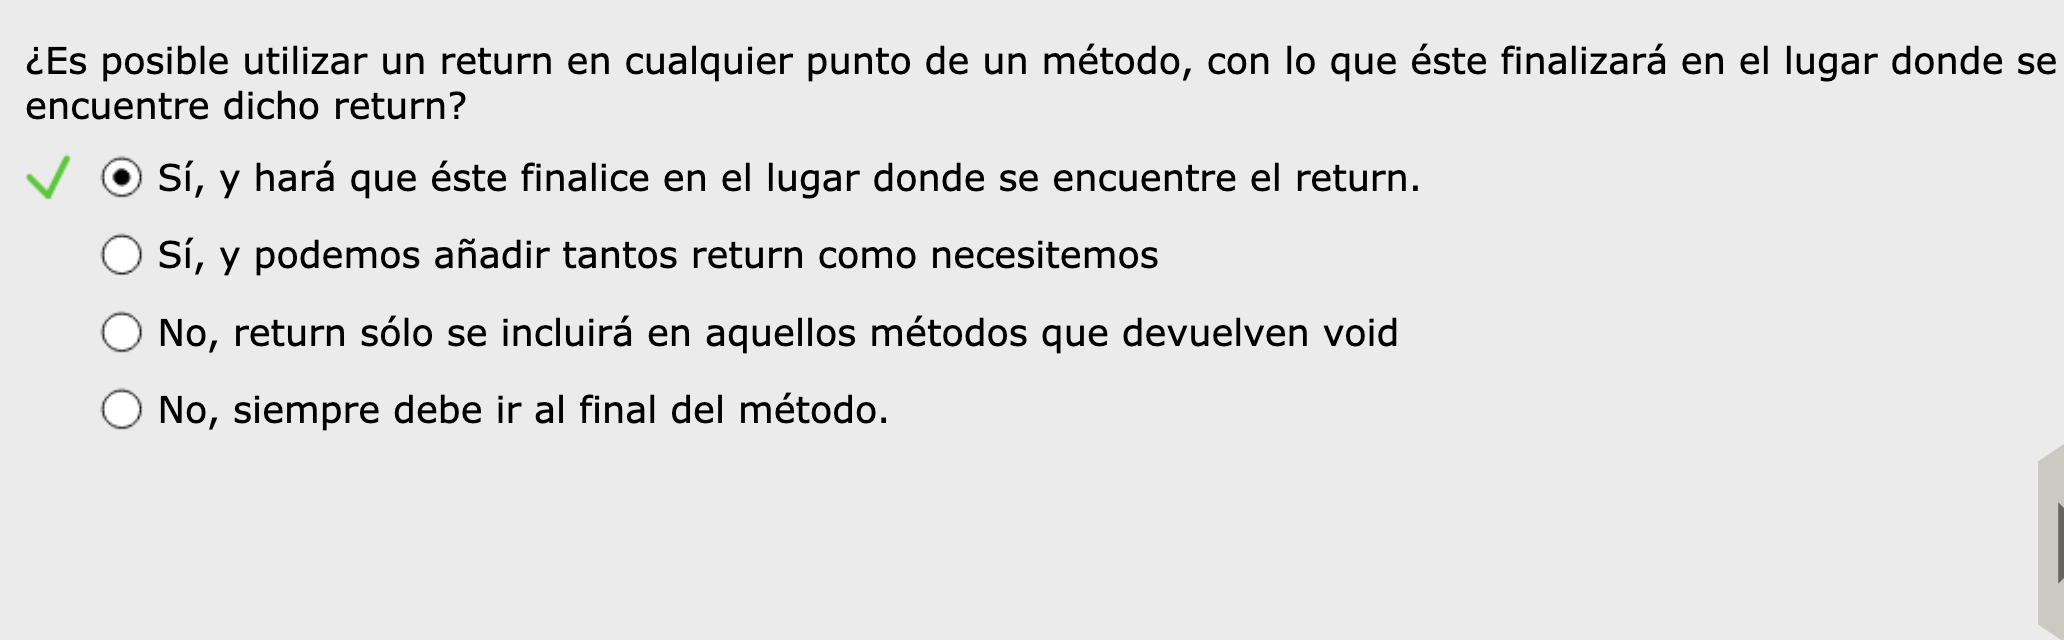 ¿Es posible utilizar un return en cualquier punto de un método, con lo que éste finalizará en el lugar donde se
encuentre dicho return?
Sí, y hará que éste finalice en el lugar donde se encuentre el return.
Sí, y podemos añadir tantos return como necesitemos
No, return sólo se incluirá en aquellos métodos que devuelven void
No, siempre debe ir al final del método.